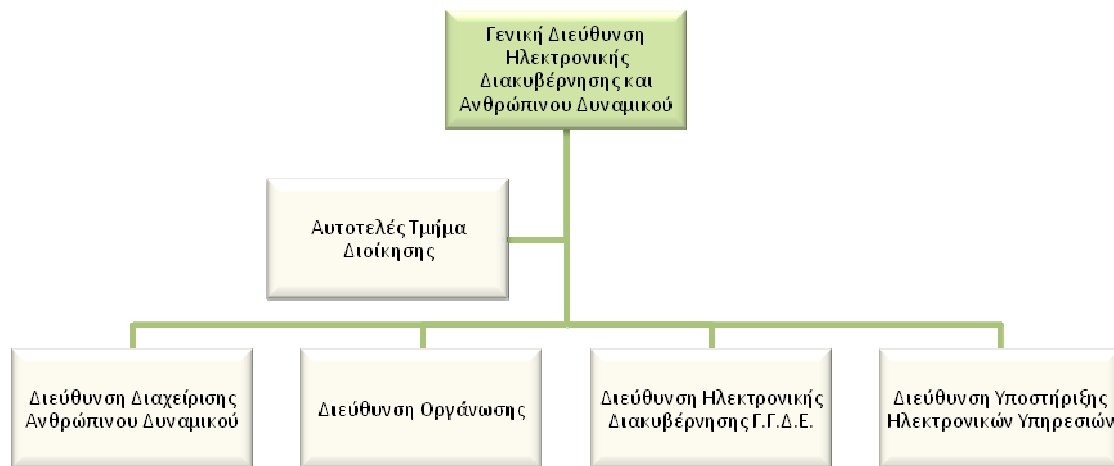 Γενική Διεύθυνση
Ηλεκτρονικής
Διακυβέρνησης και
Ανθρώπινου Δυναμικού
Αυτοτελές Τμήμα
Διοίκησης
Διεύθυνση Διαχείρισης
Ανθρώπινου Δυναμικού
Διεύθυνση Οργάνωσης
Διεύθυνση Ηλεκτρονικής
Διακυβέρνησης Γ.Γ.Δ.Ε.
Διεύθυνση Υποστήριξης
Ηλεκτρονικών Υπηρεσιών